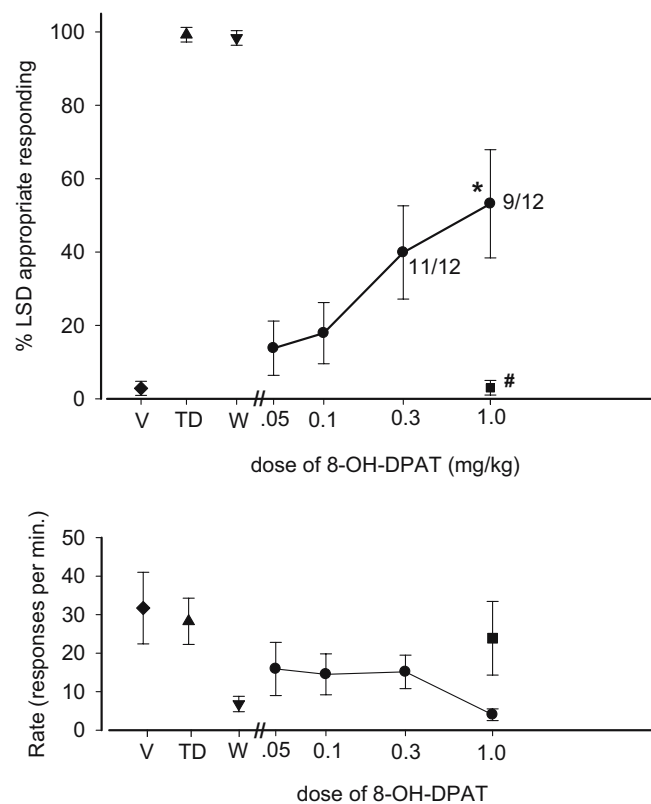 % LSD appropriate responding
100
80
60
40
20
0
*
9/12
11/12
#
V TD W .05 0.1 0.3 1.0
dose of 8-OH-DPAT (mg/kg)
Rate (responses per min.)
50
40
30
20
10
0
V TD W .05 0.1 0.3 1.0
dose of 8-OH-DPAT